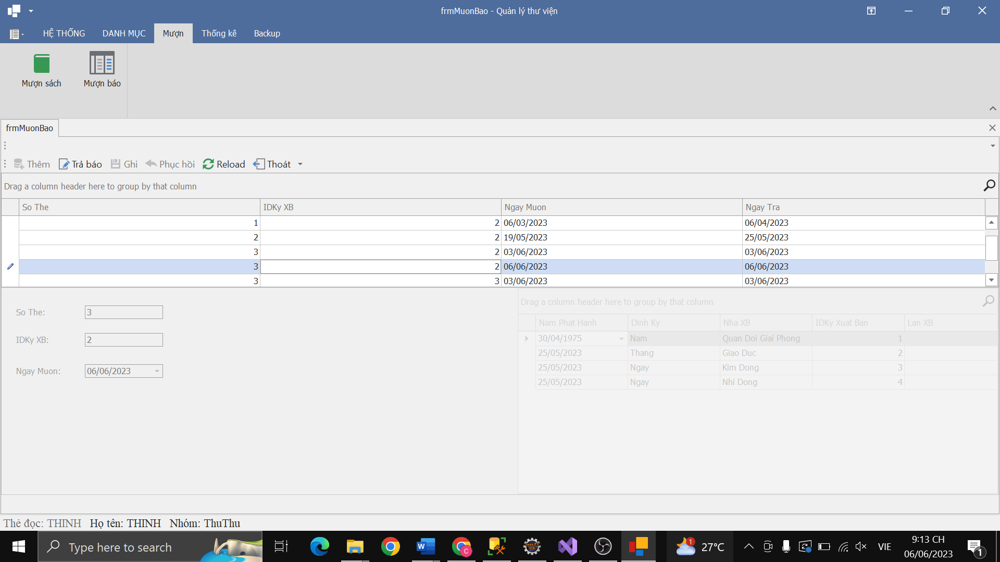 frmMuonBao - Quản lý thư viện
HỆ THỐNG DANH MỤC Mượn Thống kê Backup
Mượn sách Mượn báo
frmMuonBao
Thêm Trả báo Ghi Phục hồi Reload Thoát
Drag a column header here to group by that column
So The IDKy XB Ngay Muon Ngay Tra
1 2 06/03/2023 06/04/2023
2 2 19/05/2023 25/05/2023
3 2 03/06/2023 03/06/2023
3 2 06/06/2023 06/06/2023
3 3 03/06/2023 03/06/2023
So The: 3
IDKy XB: 2
Ngay Muon: 06/06/2023
Drag a column header here to group by that column
Nam Phat Hanh Dinh Ky Nha XB IDKy Xuat Ban Lan XB
30/04/1975 Nam Quan Doi Giai Phong 1
25/05/2023 Thang Giao Duc 2
25/05/2023 Ngay Kim Dong 3
25/05/2023 Ngay Nhi Dong 4
Thẻ đọc: THINH Họ tên: THINH Nhóm: ThuThu
Type here to search
W
C
Java EE
IDE
1
27°C
VIE
9:13 CH
06/06/2023
1